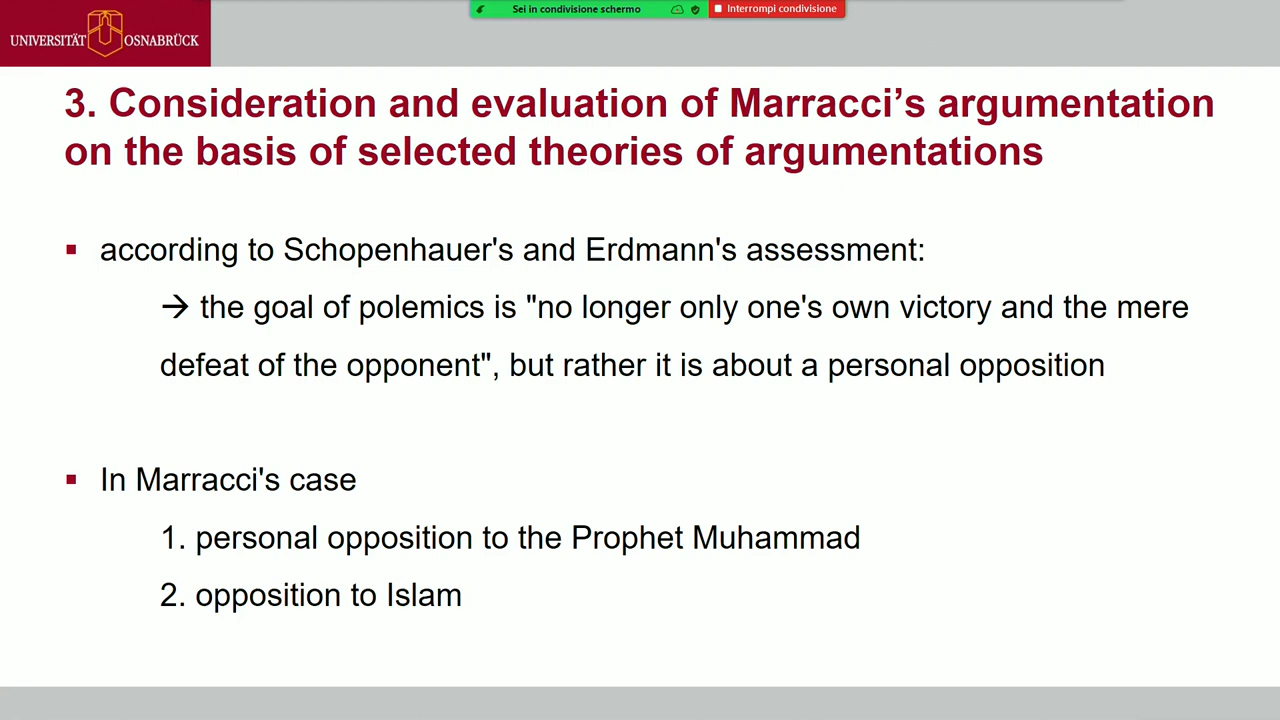 Sei in condivisione schermo
Interrompi condivisione
UNIVERSITÄT OSNABRÜCK
3. Consideration and evaluation of Marracci’s argumentation
on the basis of selected theories of argumentations
▪ according to Schopenhauer's and Erdmann's assessment:
→ the goal of polemics is "no longer only one's own victory and the mere
defeat of the opponent", but rather it is about a personal opposition
▪ In Marracci's case
1. personal opposition to the Prophet Muhammad
2. opposition to Islam